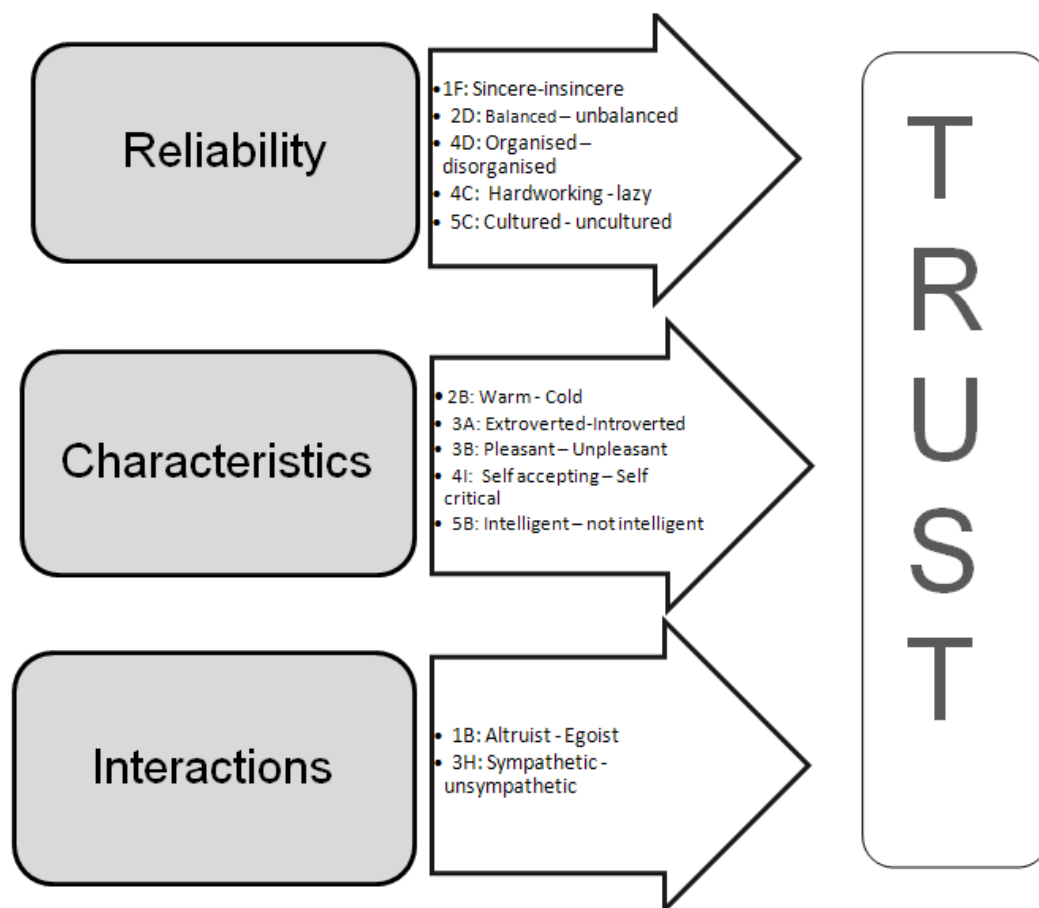 Reliability
•1F: Sincere-insincere
• 2D: Balanced – unbalanced
• 4D: Organised –
disorganised
• 4C: Hardworking - lazy
• 5C: Cultured - uncultured
Characteristics
•2B: Warm - Cold
• 3A: Extroverted-Introverted
• 3B: Pleasant – Unpleasant
• 4I: Self accepting – Self
critical
• 5B: Intelligent – not intelligent
Interactions
• 1B: Altruist - Egoist
• 3H: Sympathetic -
unsympathetic
T
R
U
S
T